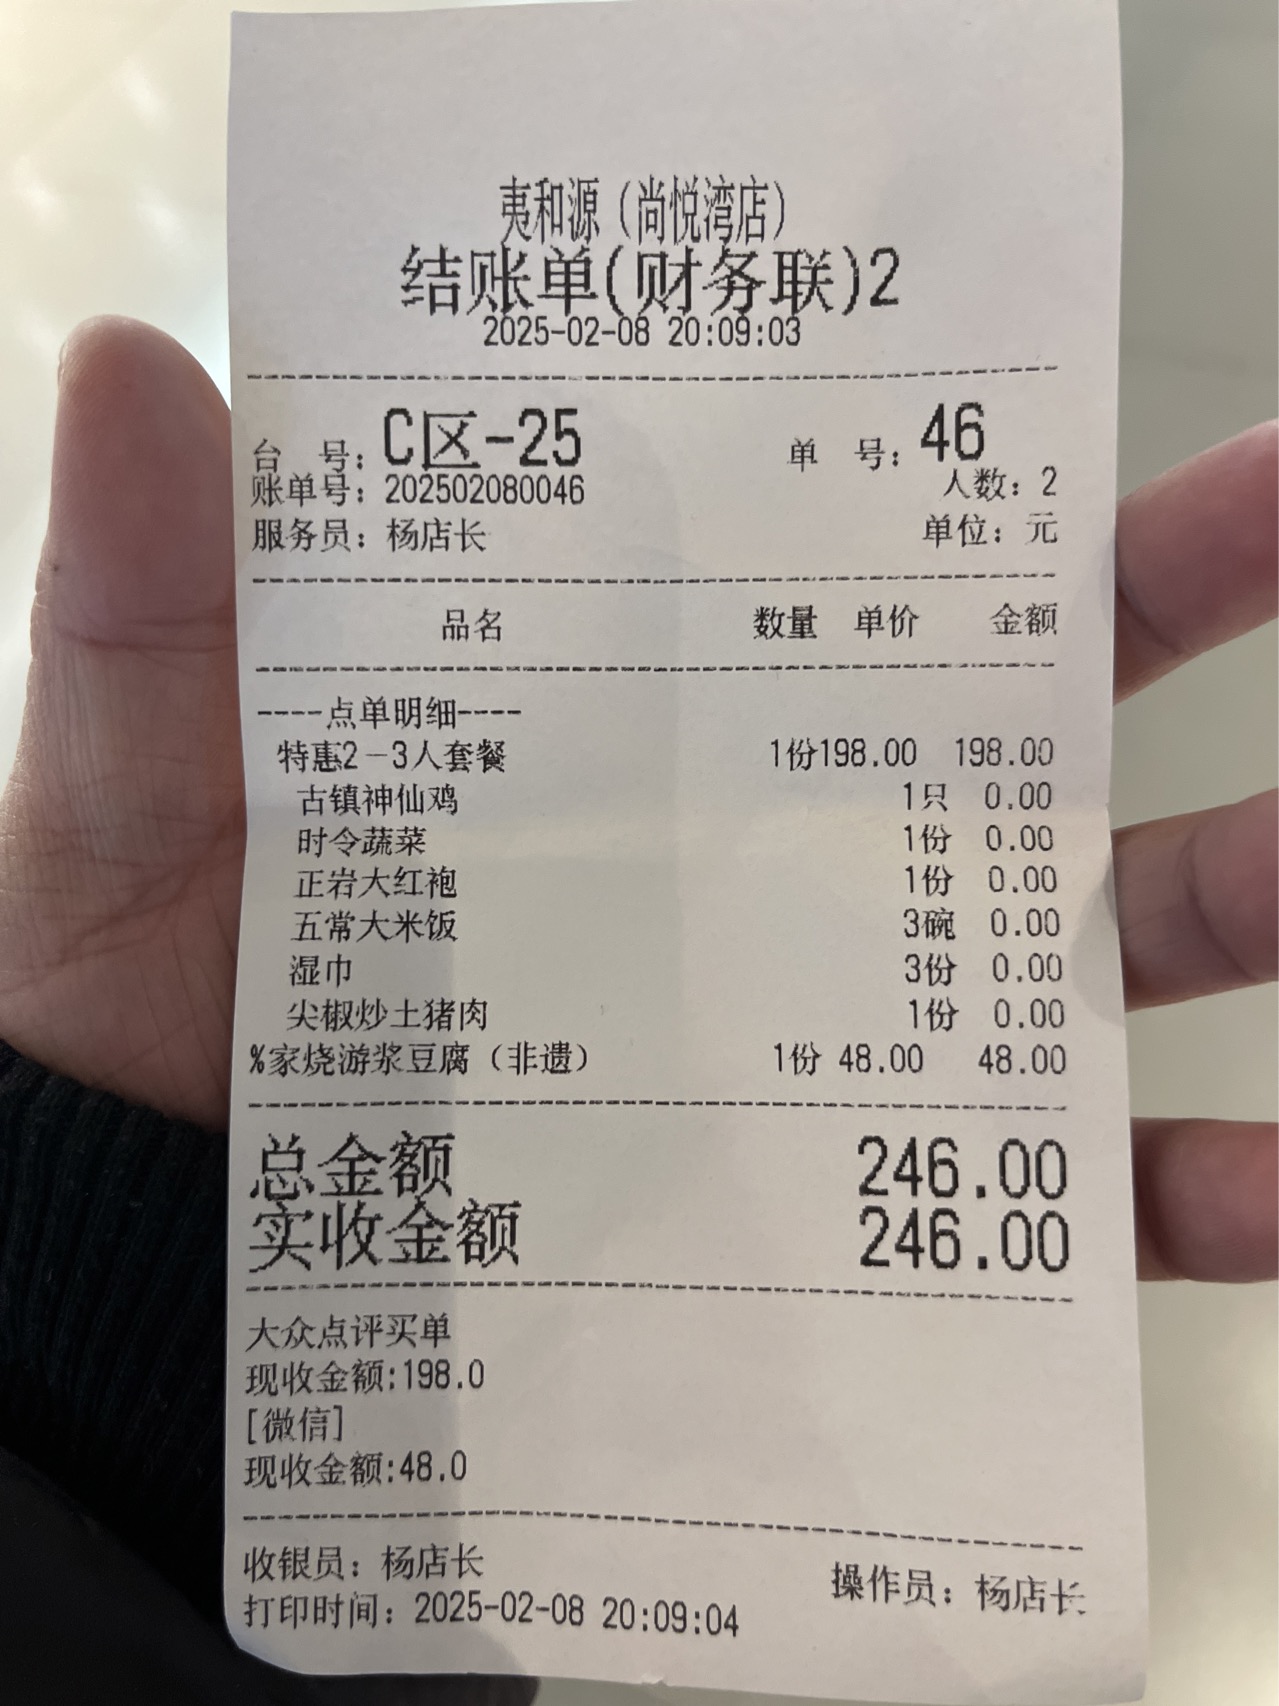 夷和源（尚悦湾店）
结账单(财务联)2
2025-02-08 20:09:03
台 号：C区-25 单 号：46
账单号：202502080046 人数：2
服务员：杨店长 单位：元
品名 数量 单价 金额
----点单明细----
特惠2-3人套餐 1份198.00 198.00
古镇神仙鸡 1只 0.00
时令蔬菜 1份 0.00
正岩大红袍 1份 0.00
五常大米饭 3碗 0.00
湿巾 3份 0.00
尖椒炒土猪肉 1份 0.00
%家烧游浆豆腐（非遗） 1份 48.00 48.00
总金额 246.00
实收金额 246.00
大众点评买单
现收金额:198.0
[微信]
现收金额:48.0
收银员：杨店长 操作员：杨店长
打印时间：2025-02-08 20:09:04